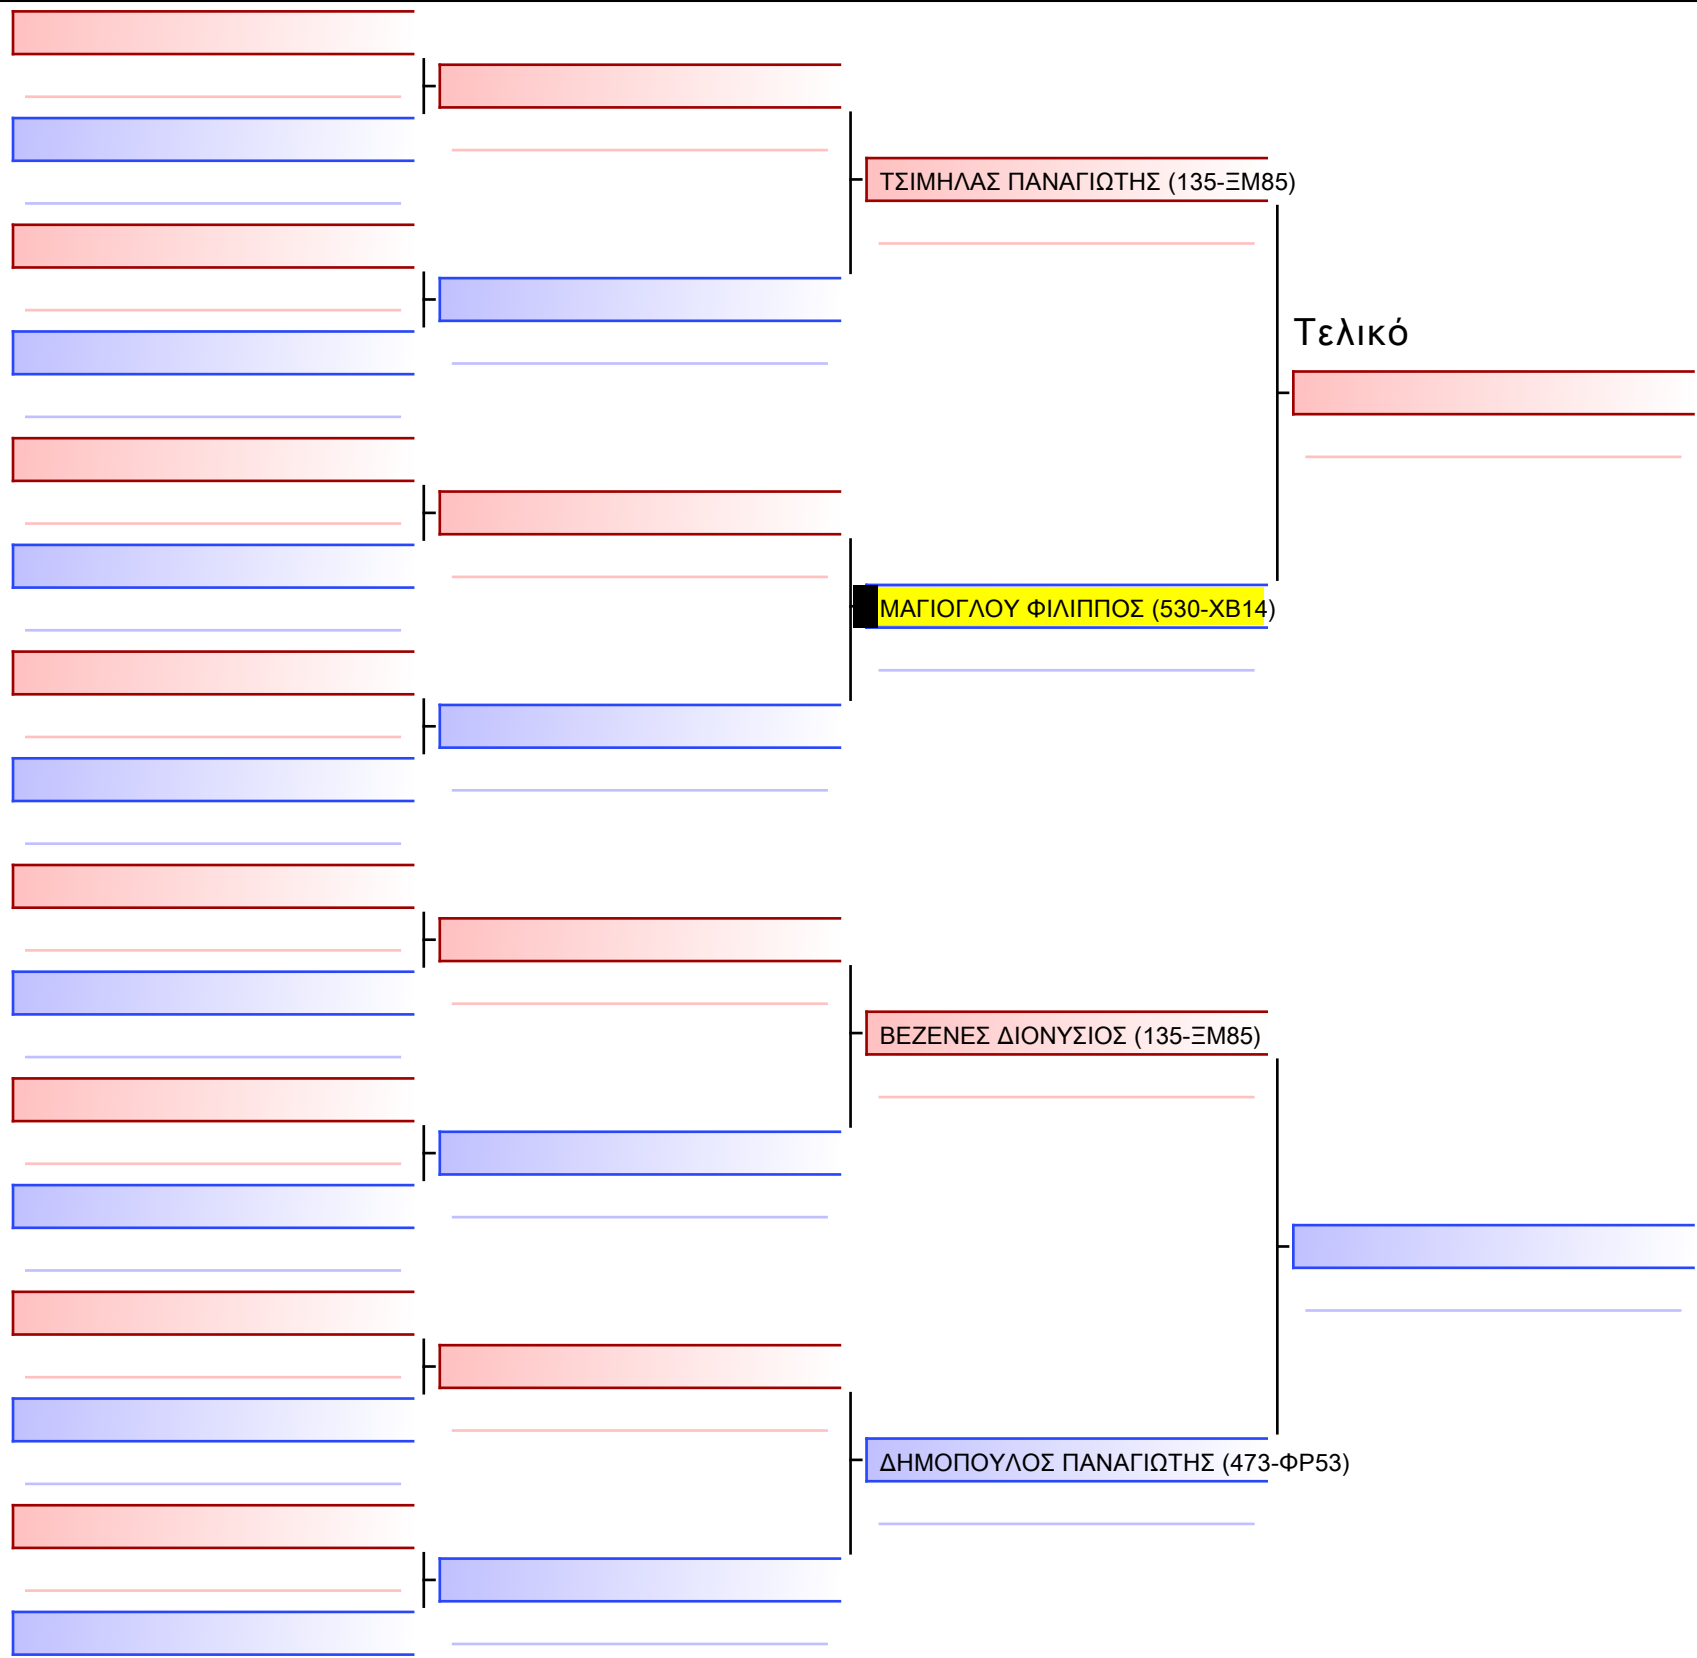 ΤΣΙΜΗΛΑΣ ΠΑΝΑΓΙΩΤΗΣ (135-ΞΜ85)
Τελικό
ΜΑΓΙΟΓΛΟΥ ΦΙΛΙΠΠΟΣ (530-ΧΒ14)
ΒΕΖΕΝΕΣ ΔΙΟΝΥΣΙΟΣ (135-ΞΜ85)
ΔΗΜΟΠΟΥΛΟΣ ΠΑΝΑΓΙΩΤΗΣ (473-ΦΡ53)